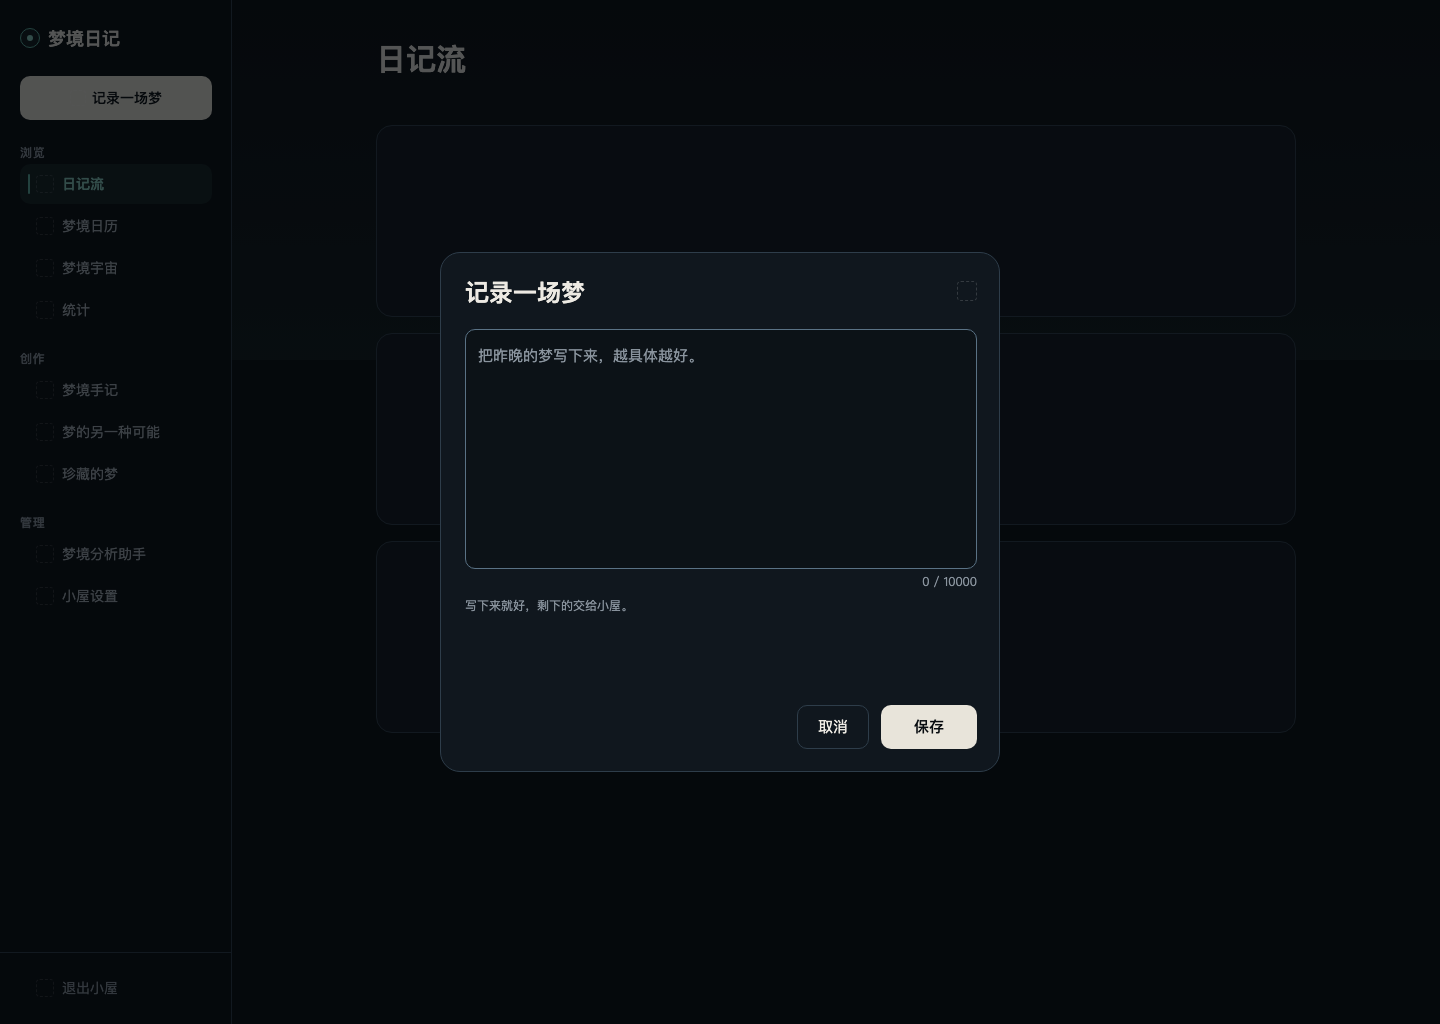 梦境日记
记录一场梦
浏览
日记流
梦境日历
梦境宇宙
统计
创作
梦境手记
梦的另一种可能
珍藏的梦
管理
梦境分析助手
小屋设置
退出小屋
日记流
记录一场梦
把昨晚的梦写下来，越具体越好。
0 / 10000
写下来就好，剩下的交给小屋。
取消
保存